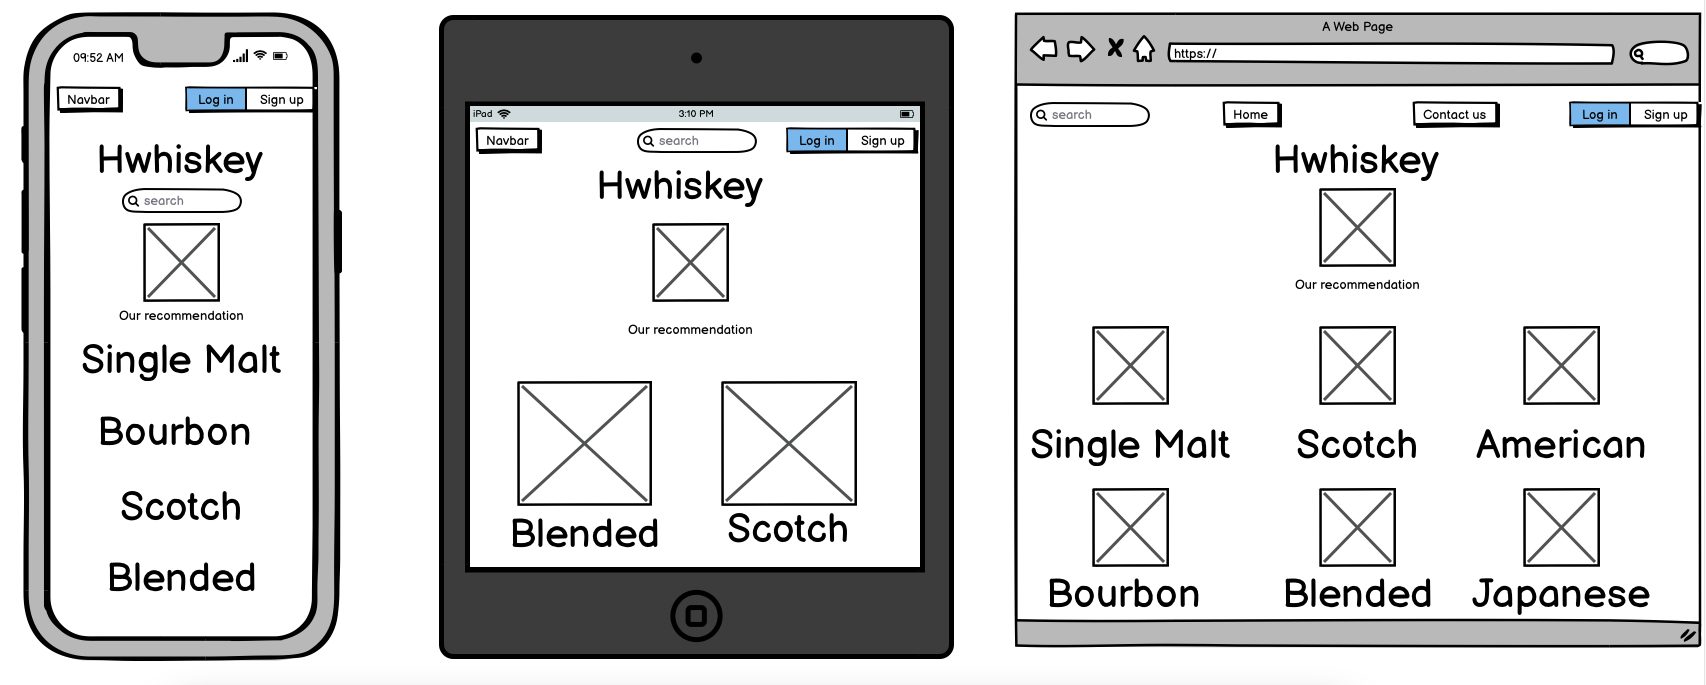 09:52 AM
Navbar
Log in
Sign up
Hwhiskey
search
Our recommendation
Single Malt
Bourbon
Scotch
Blended
iPad
3:10 PM
Navbar
search
Log in
Sign up
Hwhiskey
Our recommendation
Blended
Scotch
A Web Page
https://
search
Home
Contact us
Log in
Sign up
Hwhiskey
Our recommendation
Single Malt
Scotch
American
Bourbon
Blended
Japanese